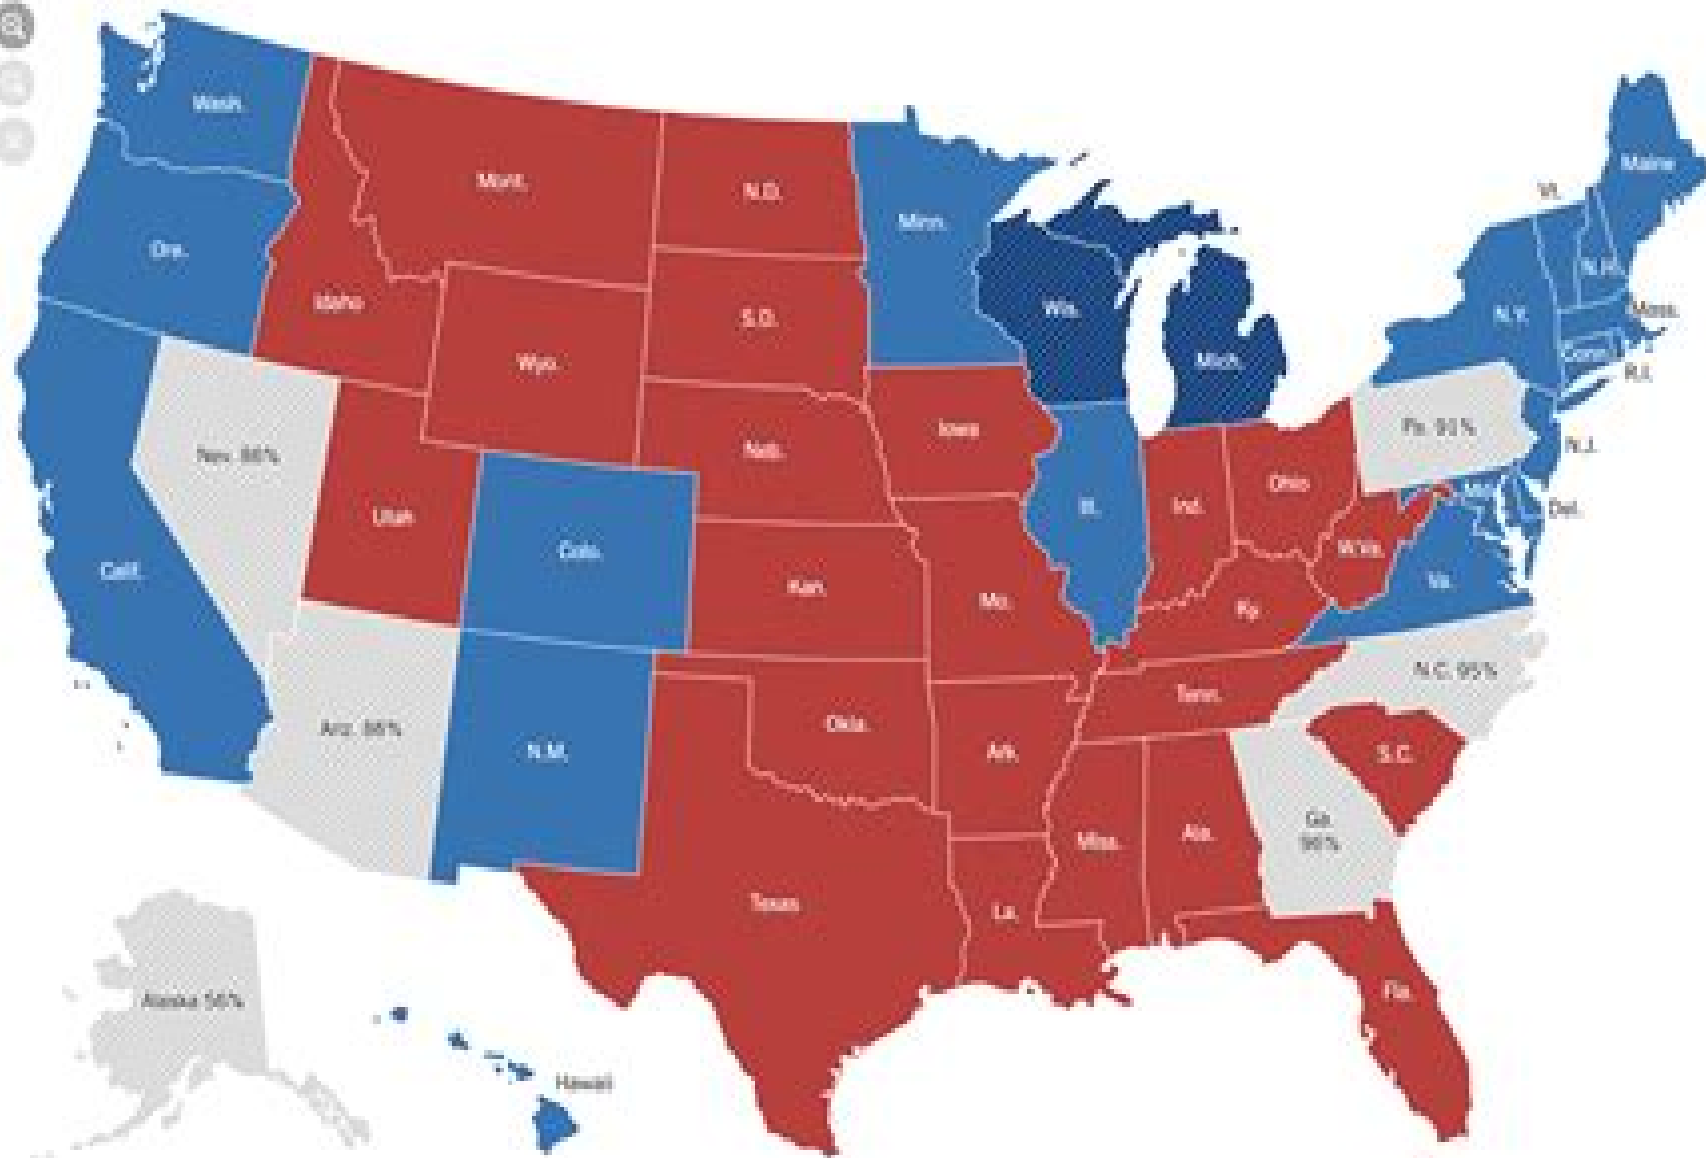 Wash.
Mont.
N.D.
Minn.
Maine
Vt.
Ore.
Idaho
S.D.
Wis.
Mich.
N.H.
N.Y.
Mass.
Conn.
R.I.
Wyo.
Iowa
Pa. 91%
N.J.
Nev. 86%
Utah
Colo.
Neb.
Ill.
Ind.
Ohio
Md.
Del.
W.Va.
Va.
Calif.
Kan.
Mo.
Ky.
N.C. 95%
Tenn.
Ariz. 86%
N.M.
Okla.
Ark.
S.C.
Miss.
Ala.
Ga.
Texas
La.
Fla.
Alaska 56%
Hawaii